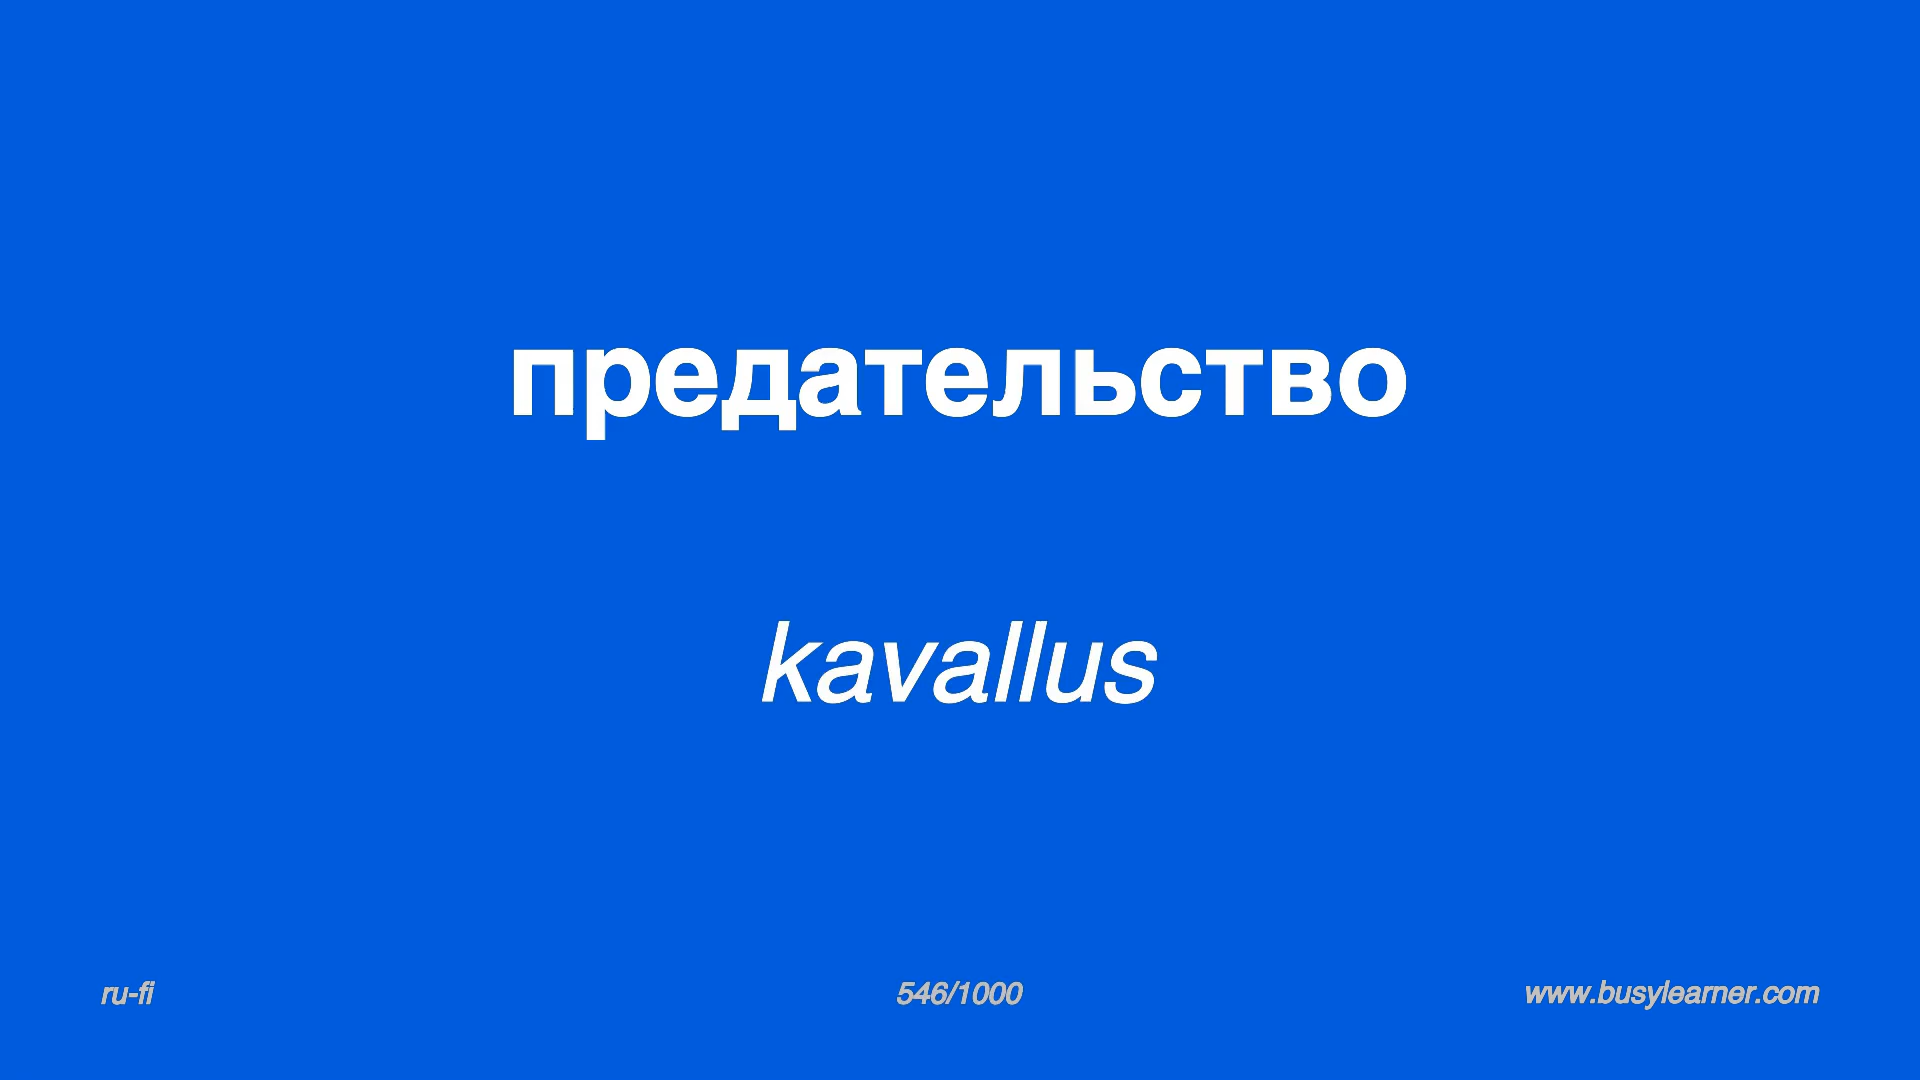 предательство
kavallus
ru-fi
546/1000
www.busylearner.com